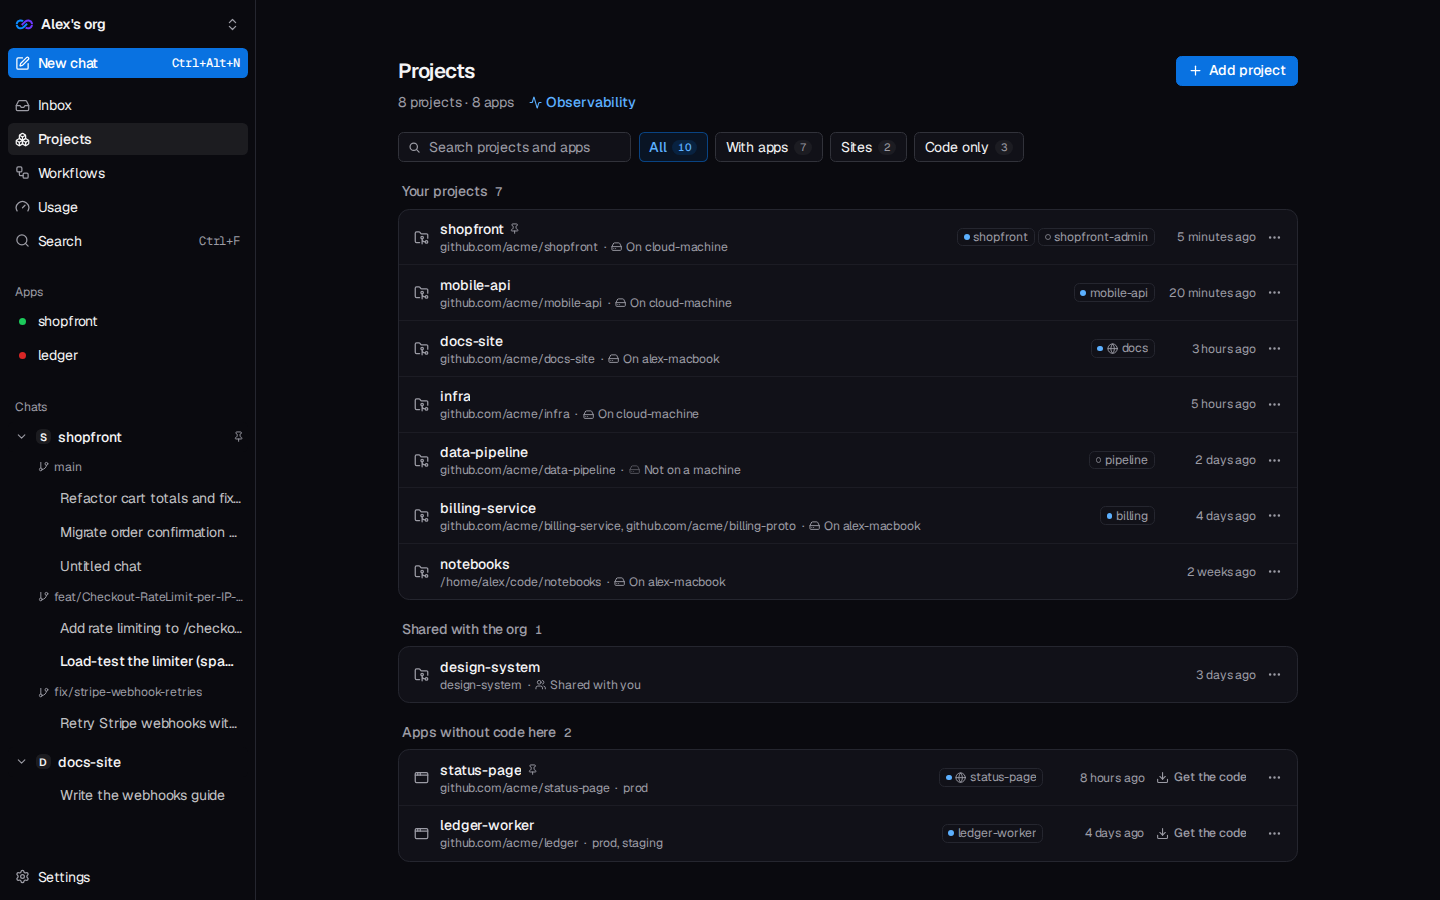 Alex's org
New chat Ctrl+Alt+N
Inbox
Projects
Workflows
Usage
Search Ctrl+F
Apps
shopfront
ledger
Chats
S shopfront
main
Refactor cart totals and fix...
Migrate order confirmation ...
Untitled chat
feat/Checkout-RateLimit-per-IP-...
Add rate limiting to /checko...
Load-test the limiter (spa...
fix/stripe-webhook-retries
Retry Stripe webhooks wit...
D docs-site
Write the webhooks guide
Settings
Projects
Add project
8 projects · 8 apps Observability
Search projects and apps All 10 With apps 7 Sites 2 Code only 3
Your projects 7
shopfront
github.com/acme/shopfront · On cloud-machine
shopfront shopfront-admin 5 minutes ago
mobile-api
github.com/acme/mobile-api · On cloud-machine
mobile-api 20 minutes ago
docs-site
github.com/acme/docs-site · On alex-macbook
docs 3 hours ago
infra
github.com/acme/infra · On cloud-machine
5 hours ago
data-pipeline
github.com/acme/data-pipeline · Not on a machine
pipeline 2 days ago
billing-service
github.com/acme/billing-service, github.com/acme/billing-proto · On alex-macbook
billing 4 days ago
notebooks
/home/alex/code/notebooks · On alex-macbook
2 weeks ago
Shared with the org 1
design-system
design-system · Shared with you
3 days ago
Apps without code here 2
status-page
github.com/acme/status-page · prod
status-page 8 hours ago Get the code
ledger-worker
github.com/acme/ledger · prod, staging
ledger-worker 4 days ago Get the code